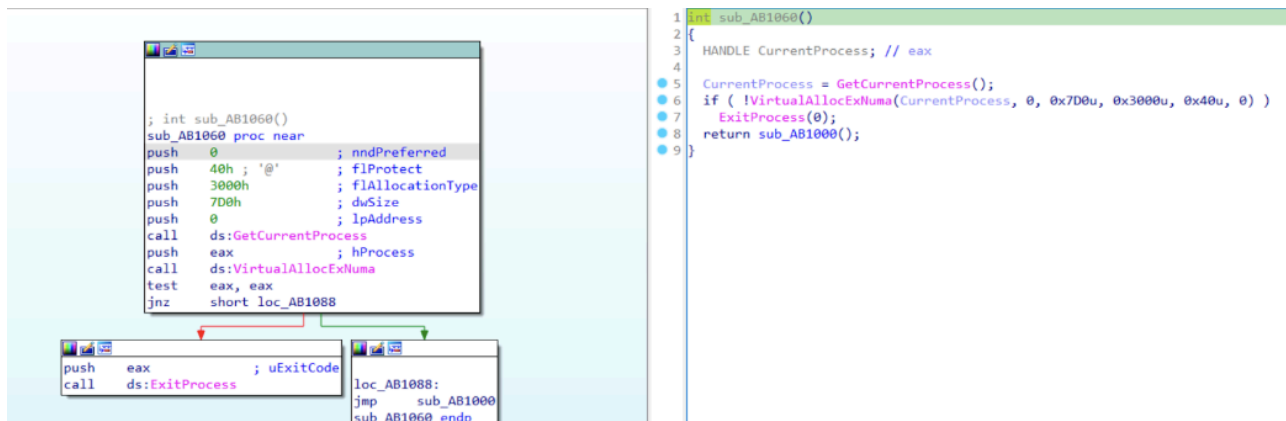 ; int sub_AB1060()
sub_AB1060 proc near
push 0 ; nndPreferred
push 40h ; '@' ; flProtect
push 3000h ; flAllocationType
push 7D0h ; dwSize
push 0 ; lpAddress
call ds:GetCurrentProcess
push eax ; hProcess
call ds:VirtualAllocExNuma
test eax, eax
jnz short loc_AB1088
push eax ; uExitCode
call ds:ExitProcess
loc_AB1088:
jmp sub_AB1000
sub_AB1060 endp
1 int sub_AB1060()
2 {
3 HANDLE CurrentProcess; // eax
4
5 CurrentProcess = GetCurrentProcess();
6 if ( !VirtualAllocExNuma(CurrentProcess, 0, 0x7D0u, 0x3000u, 0x40u, 0) )
7 ExitProcess(0);
8 return sub_AB1000();
9 }